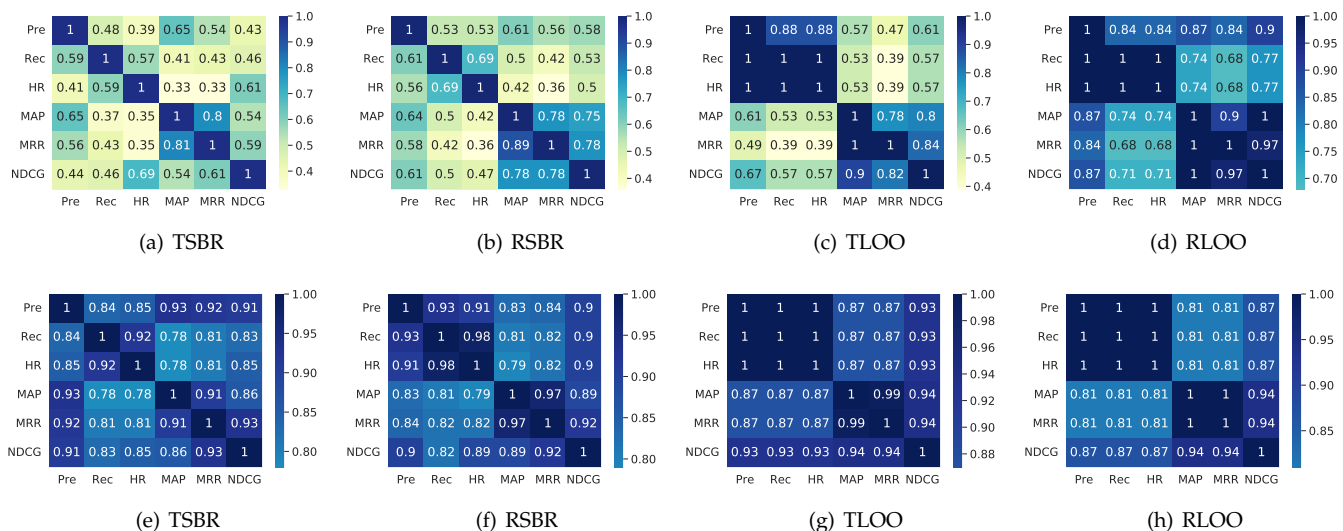 Pre 1 0.48 0.39 0.65 0.54 0.43
Rec 0.59 1 0.57 0.41 0.43 0.46
HR 0.41 0.59 1 0.33 0.33 0.61
MAP 0.65 0.37 0.35 1 0.8 0.54
MRR 0.56 0.43 0.35 0.81 1 0.59
NDCG 0.44 0.46 0.69 0.54 0.61 1
Pre Rec HR MAP MRR NDCG
1.0
0.9
0.8
0.7
0.6
0.5
0.4
(a) TSBR
Pre 1 0.53 0.53 0.61 0.56 0.58
Rec 0.61 1 0.69 0.5 0.42 0.53
HR 0.56 0.69 1 0.42 0.36 0.5
MAP 0.64 0.5 0.42 1 0.78 0.75
MRR 0.58 0.42 0.36 0.89 1 0.78
NDCG 0.61 0.5 0.47 0.78 0.78 1
Pre Rec HR MAP MRR NDCG
1.0
0.9
0.8
0.7
0.6
0.5
0.4
(b) RSBR
Pre 1 0.88 0.88 0.57 0.47 0.61
Rec 1 1 1 0.53 0.39 0.57
HR 1 1 1 0.53 0.39 0.57
MAP 0.61 0.53 0.53 1 0.78 0.8
MRR 0.49 0.39 0.39 1 1 0.84
NDCG 0.67 0.57 0.57 0.9 0.82 1
Pre Rec HR MAP MRR NDCG
1.0
0.9
0.8
0.7
0.6
0.5
0.4
(c) TLOO
Pre 1 0.84 0.84 0.87 0.84 0.9
Rec 1 1 1 0.74 0.68 0.77
HR 1 1 1 0.74 0.68 0.77
MAP 0.87 0.74 0.74 1 0.9 1
MRR 0.84 0.68 0.68 1 1 0.97
NDCG 0.87 0.71 0.71 1 0.97 1
Pre Rec HR MAP MRR NDCG
1.00
0.95
0.90
0.85
0.80
0.75
0.70
(d) RLOO
Pre 1 0.84 0.85 0.93 0.92 0.91
Rec 0.84 1 0.92 0.78 0.81 0.83
HR 0.85 0.92 1 0.78 0.81 0.85
MAP 0.93 0.78 0.78 1 0.91 0.86
MRR 0.92 0.81 0.81 0.91 1 0.93
NDCG 0.91 0.83 0.85 0.86 0.93 1
Pre Rec HR MAP MRR NDCG
1.00
0.95
0.90
0.85
0.80
(e) TSBR
Pre 1 0.93 0.91 0.83 0.84 0.9
Rec 0.93 1 0.98 0.81 0.82 0.9
HR 0.91 0.98 1 0.79 0.82 0.9
MAP 0.83 0.81 0.79 1 0.97 0.89
MRR 0.84 0.82 0.82 0.97 1 0.92
NDCG 0.9 0.82 0.89 0.89 0.92 1
Pre Rec HR MAP MRR NDCG
1.00
0.95
0.90
0.85
0.80
(f) RSBR
Pre 1 1 1 0.87 0.87 0.93
Rec 1 1 1 0.87 0.87 0.93
HR 1 1 1 0.87 0.87 0.93
MAP 0.87 0.87 0.87 1 0.99 0.94
MRR 0.87 0.87 0.87 0.99 1 0.94
NDCG 0.93 0.93 0.93 0.94 0.94 1
Pre Rec HR MAP MRR NDCG
1.00
0.98
0.96
0.94
0.92
0.90
0.88
(g) TLOO
Pre 1 1 1 0.81 0.81 0.87
Rec 1 1 1 0.81 0.81 0.87
HR 1 1 1 0.81 0.81 0.87
MAP 0.81 0.81 0.81 1 1 0.94
MRR 0.81 0.81 0.81 1 1 0.94
NDCG 0.87 0.87 0.87 0.94 0.94 1
Pre Rec HR MAP MRR NDCG
1.00
0.95
0.90
0.85
(h) RLOO